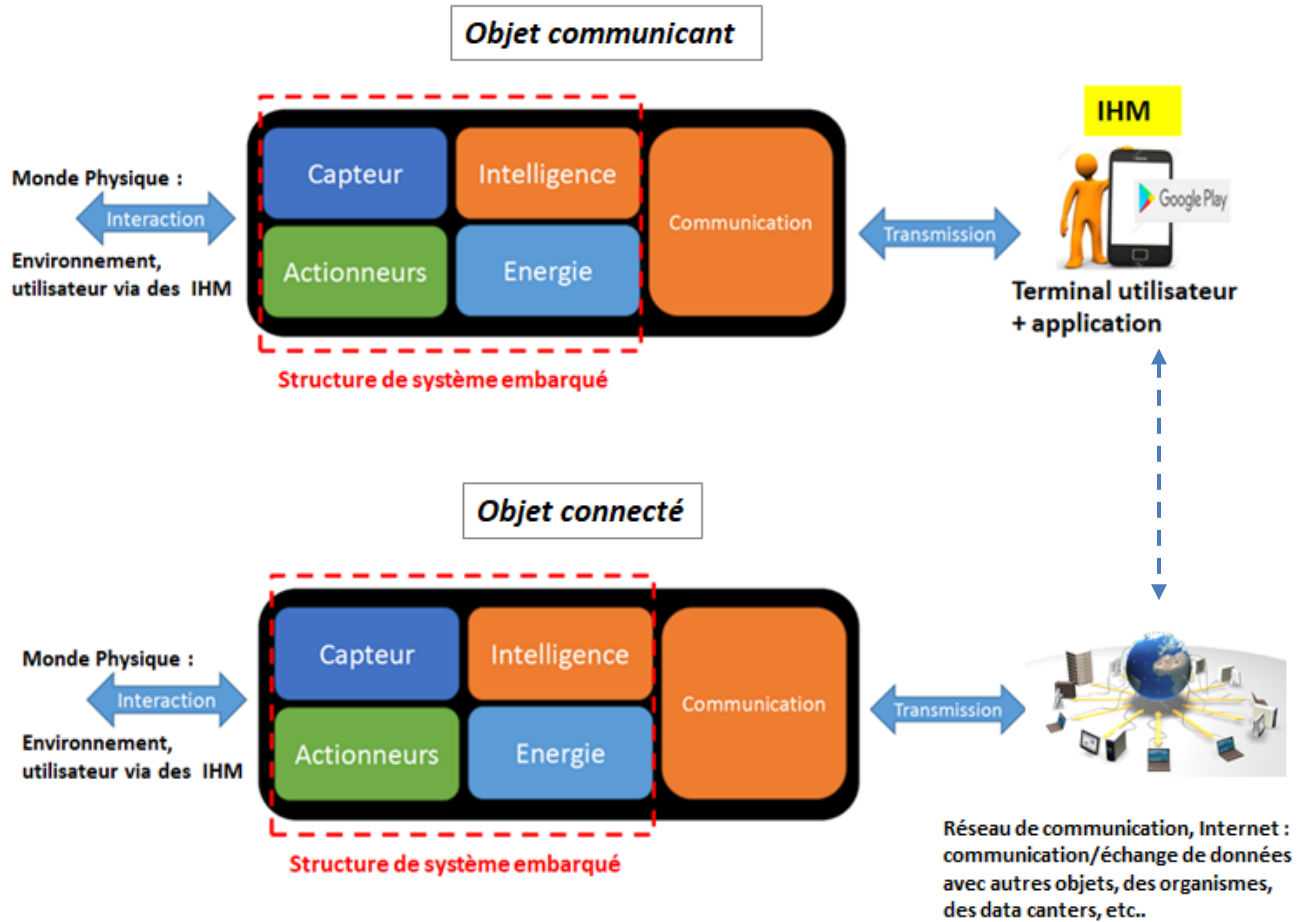 Objet communicant
IHM
Capteur
Intelligence
Monde Physique :
Google Play
Interaction
Communication
Transmission
Environnement,
utilisateur via des IHM
Actionneurs
Energie
Terminal utilisateur
+ application
Structure de système embarqué
Objet connecté
Capteur
Intelligence
Monde Physique :
Interaction
Communication
Transmission
Environnement,
utilisateur via des IHM
Actionneurs
Energie
Réseau de communication, Internet :
communication/échange de données
avec autres objets, des organismes,
des data canters, etc..
Structure de système embarqué